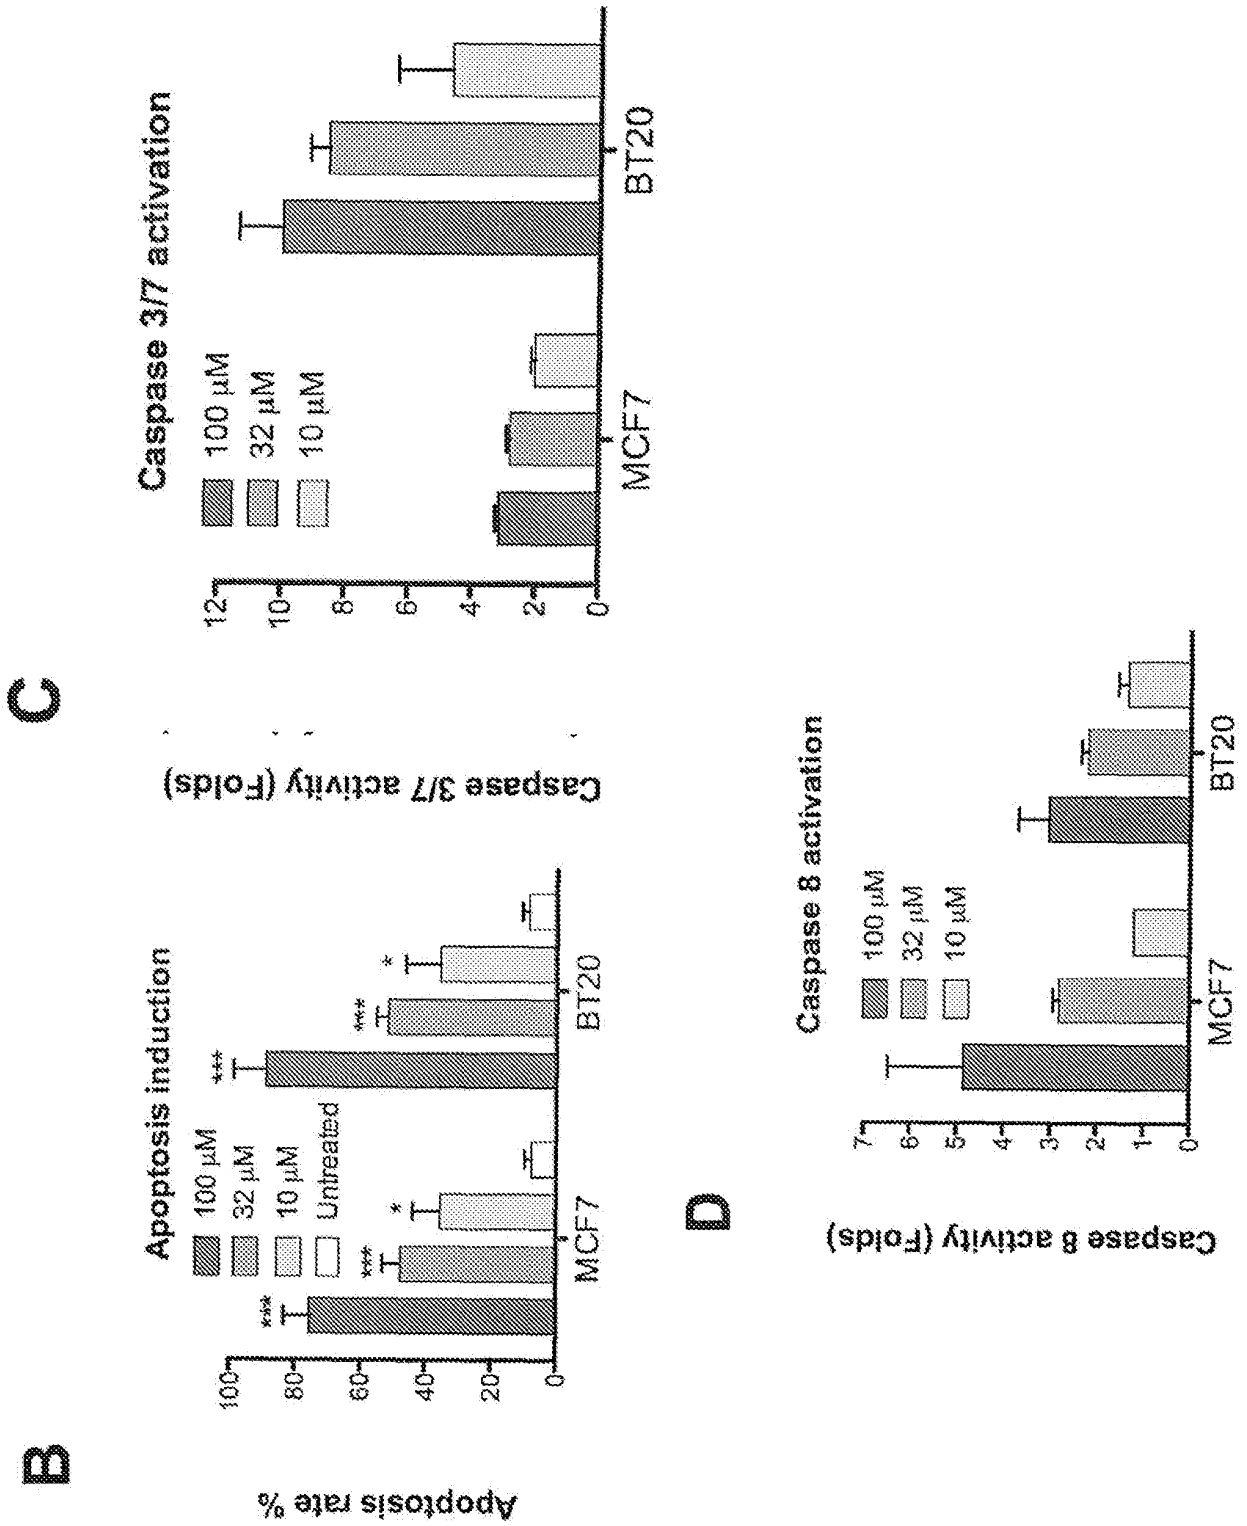 B
Apoptosis induction
100 μM
32 μM
10 μM
Untreated
Apoptosis rate %
100
80
60
40
20
0
***
***
*
***
***
*
MCF7
BT20
C
Caspase 3/7 activation
100 μM
32 μM
10 μM
Caspase 3/7 activity (Folds)
12
10
8
6
4
2
0
MCF7
BT20
D
Caspase 8 activation
100 μM
32 μM
10 μM
Caspase 8 activity (Folds)
7
6
5
4
3
2
1
0
MCF7
BT20